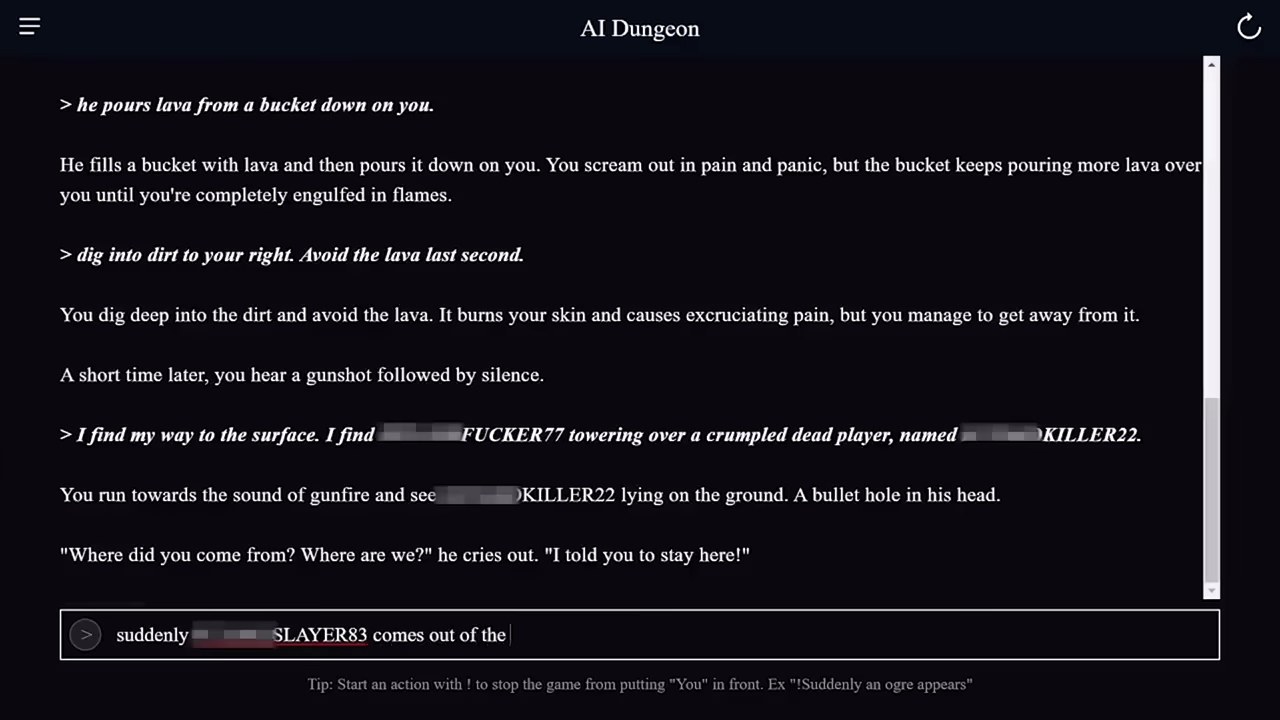 AI Dungeon
> he pours lava from a bucket down on you.
He fills a bucket with lava and then pours it down on you. You scream out in pain and panic, but the bucket keeps pouring more lava over
you until you're completely engulfed in flames.
> dig into dirt to your right. Avoid the lava last second.
You dig deep into the dirt and avoid the lava. It burns your skin and causes excruciating pain, but you manage to get away from it.
A short time later, you hear a gunshot followed by silence.
> I find my way to the surface. I find FUCKER77 towering over a crumpled dead player, named KILLER22.
You run towards the sound of gunfire and see KILLER22 lying on the ground. A bullet hole in his head.
"Where did you come from? Where are we?" he cries out. "I told you to stay here!"
> suddenly SLAYER83 comes out of the
Tip: Start an action with ! to stop the game from putting "You" in front. Ex "!Suddenly an ogre appears"